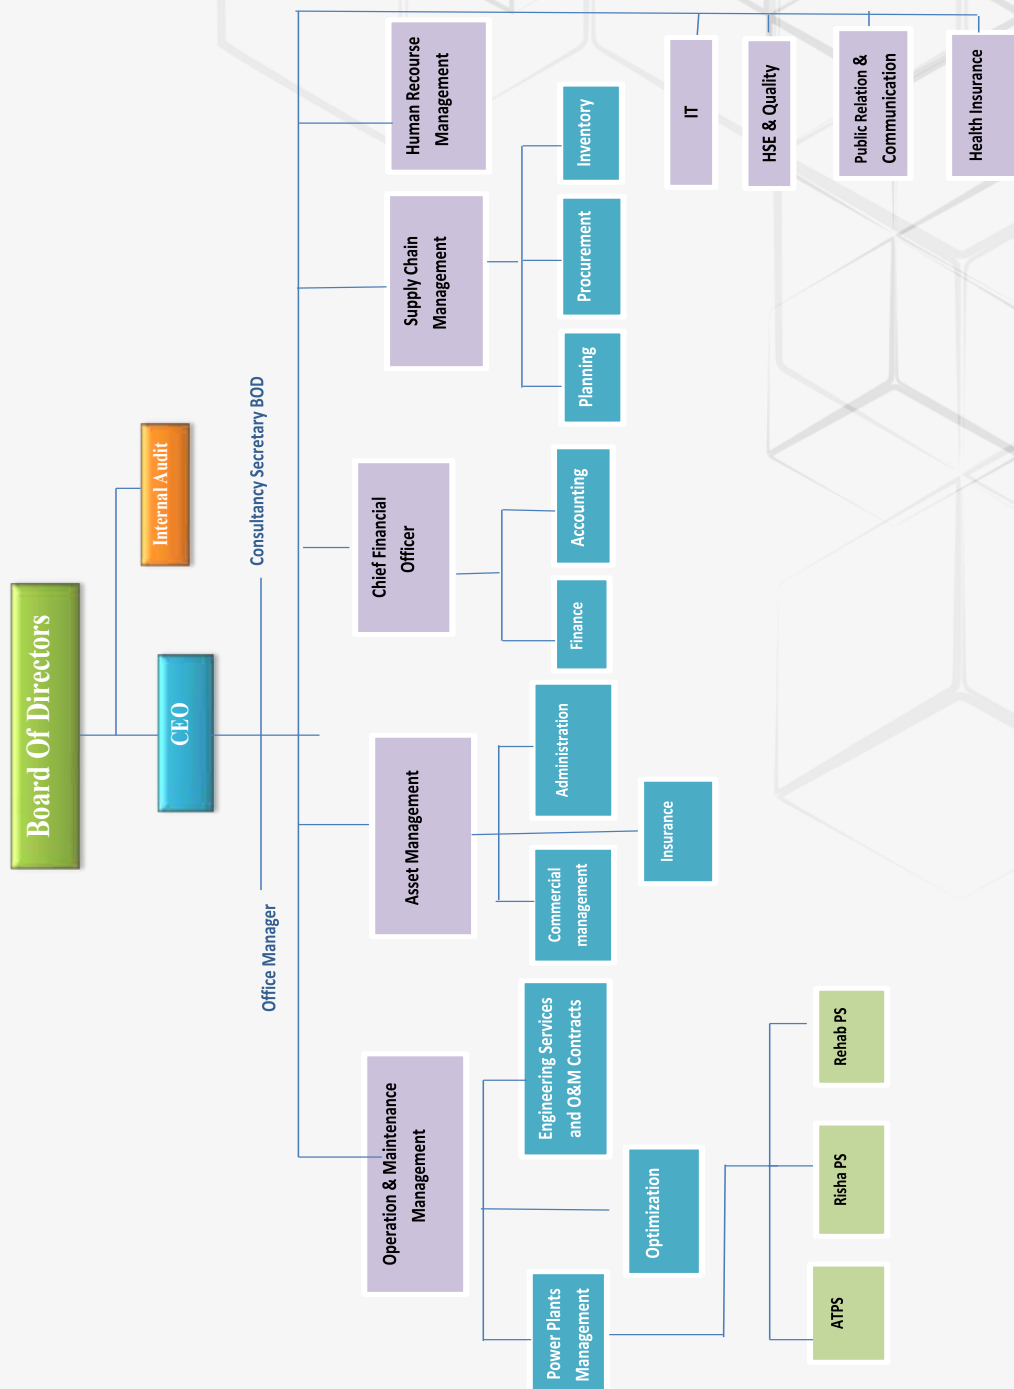 Board Of Directors
Internal Audit
CEO
Office Manager
Consultancy Secretary BOD
Operation & Maintenance
Management
Asset Management
Chief Financial
Officer
Supply Chain
Management
Human Recourse
Management
Power Plants
Management
Optimization
Engineering Services
and O&M Contracts
Commercial
management
Insurance
Administration
Finance
Accounting
Planning
Procurement
Inventory
IT
HSE & Quality
Public Relation &
Communication
Health Insurance
ATPS
Risha PS
Rehab PS